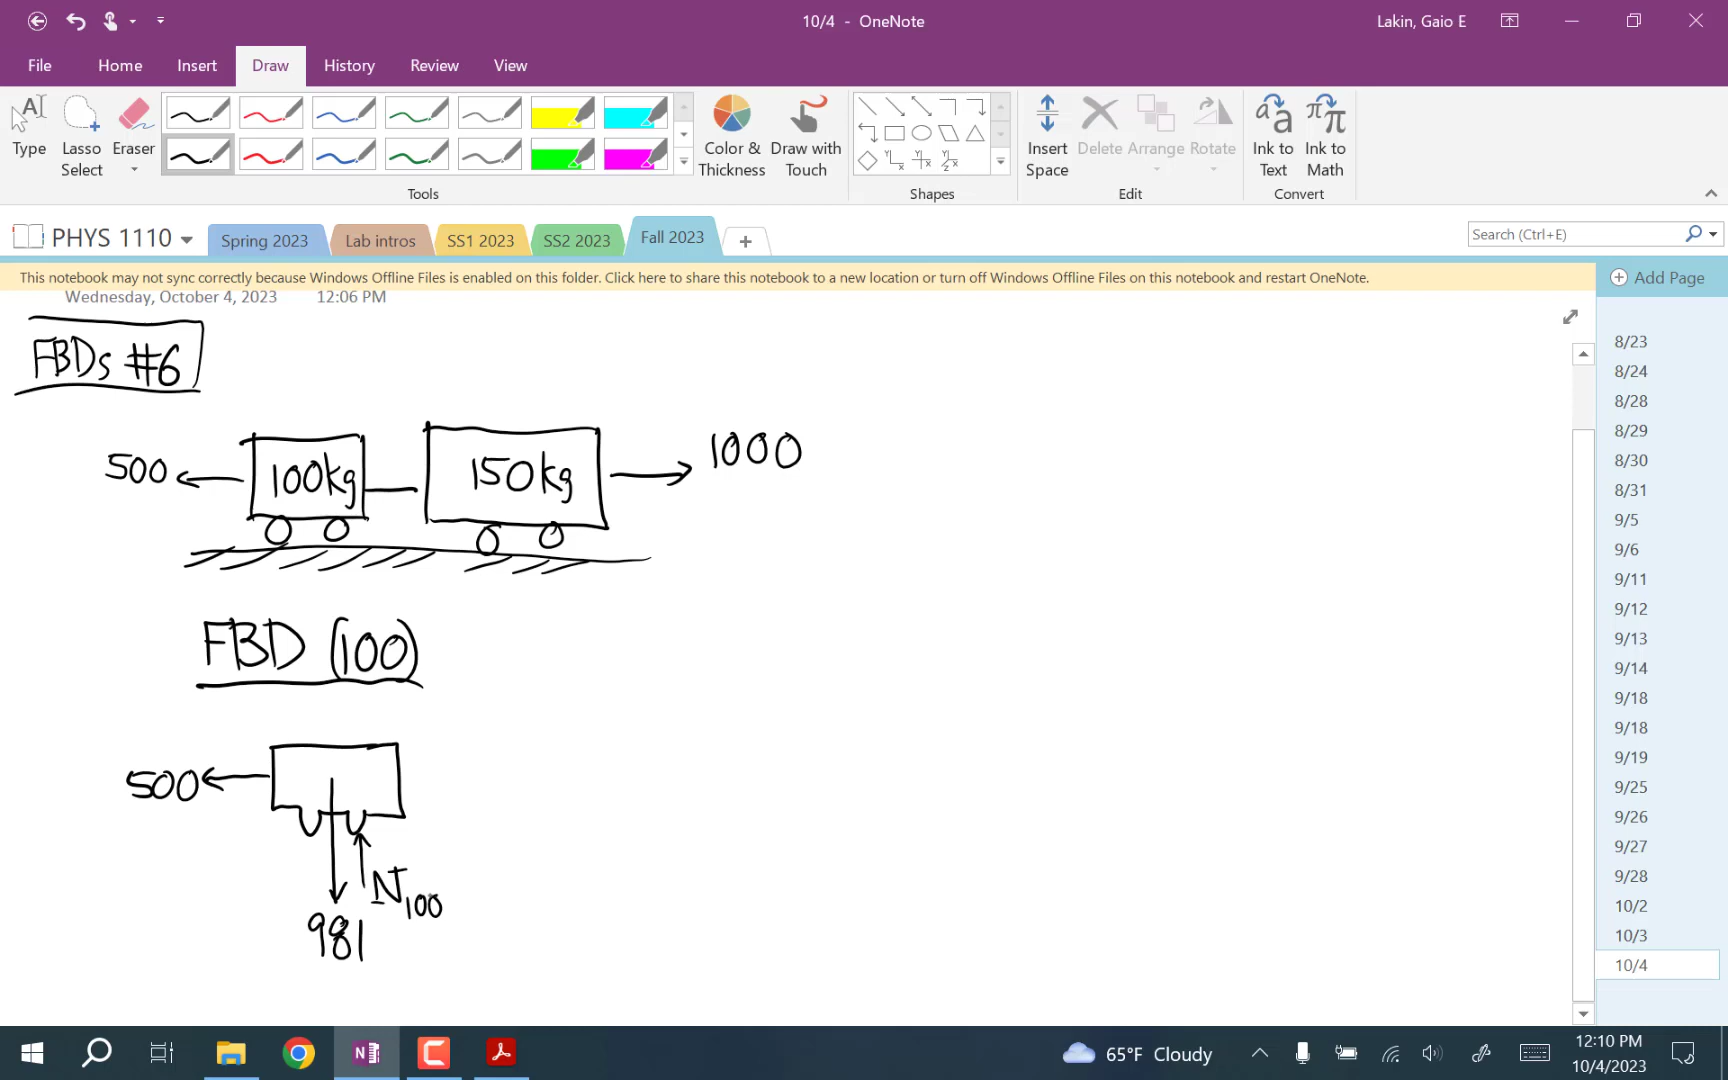 10/4 - OneNote
Lakin, Gaio E
File Home Insert Draw History Review View
Type
Lasso Select
Eraser
Color & Thickness
Draw with Touch
Insert Space
Delete
Arrange
Rotate
Ink to Text
Ink to Math
Tools
Shapes
Edit
Convert
PHYS 1110
Spring 2023
Lab intros
SS1 2023
SS2 2023
Fall 2023
Search (Ctrl+E)
This notebook may not sync correctly because Windows Offline Files is enabled on this folder. Click here to share this notebook to a new location or turn off Windows Offline Files on this notebook and restart OneNote.
Add Page
Wednesday, October 4, 2023 12:06 PM
FBDs #6
500
100kg
150kg
1000
FBD (100)
500
N100
981
8/23
8/24
8/28
8/29
8/30
8/31
9/5
9/6
9/11
9/12
9/13
9/14
9/18
9/18
9/19
9/25
9/26
9/27
9/28
10/2
10/3
10/4
65°F Cloudy
12:10 PM
10/4/2023